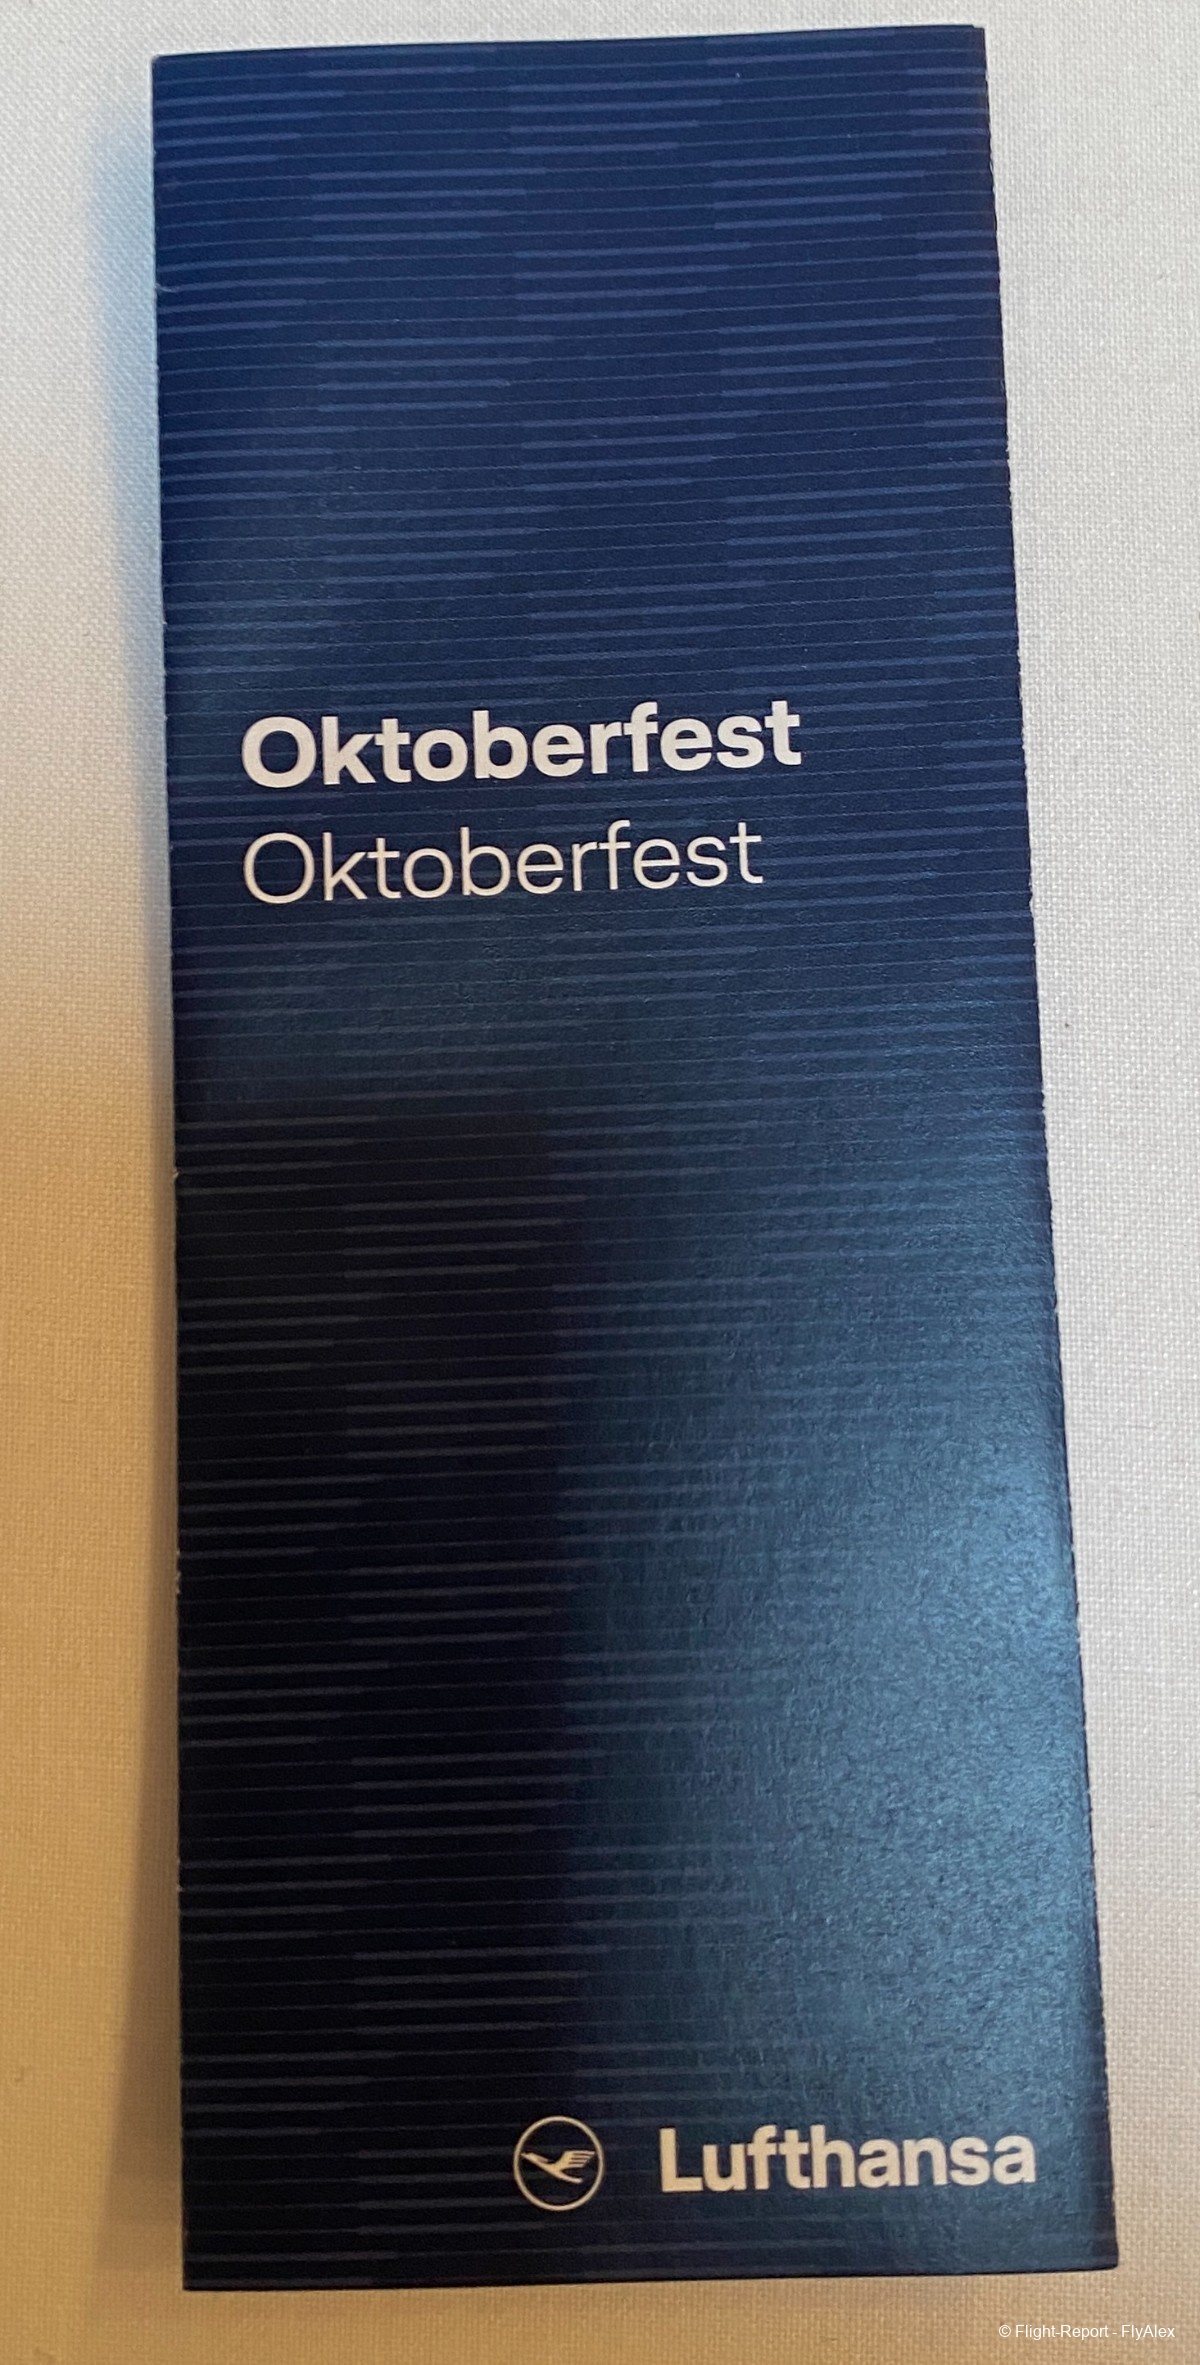 Oktoberfest
Oktoberfest
Lufthansa
© Flight-Report - FlyAlex